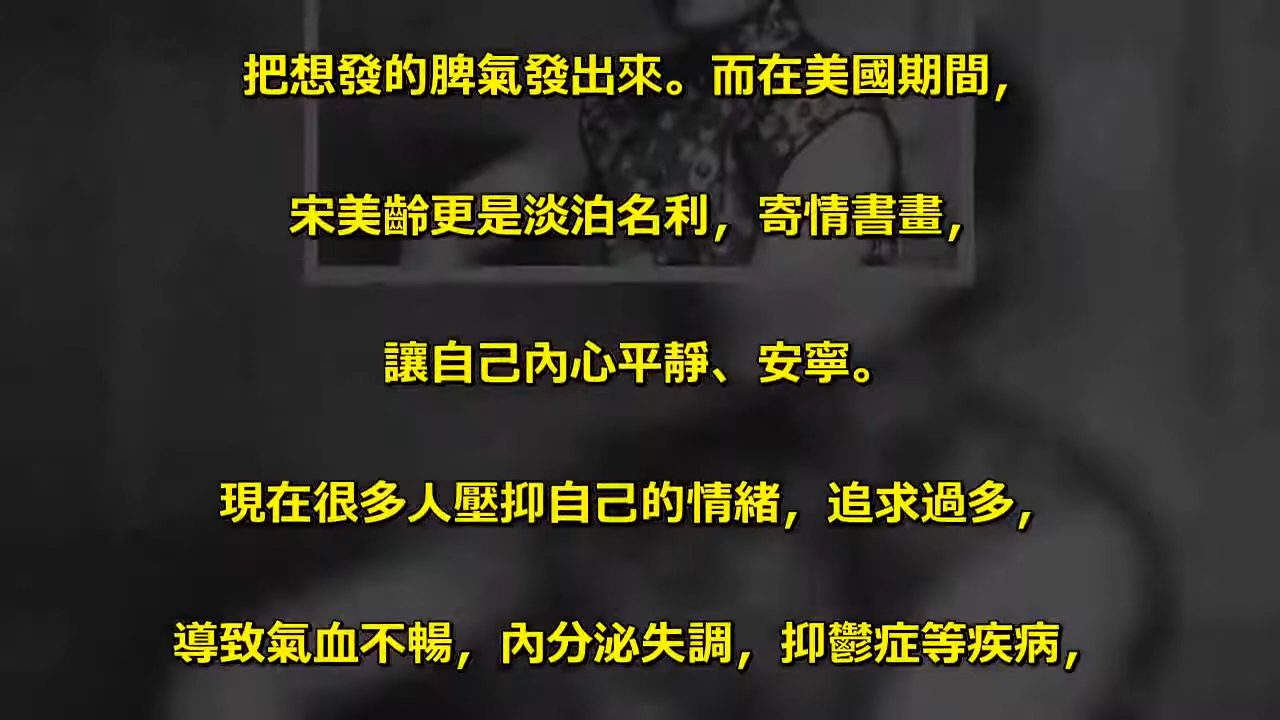 把想發的脾氣發出來。而在美國期間，
宋美齡更是淡泊名利，寄情書畫，
讓自己內心平靜、安寧。
現在很多人壓抑自己的情緒，追求過多，
導致氣血不暢，內分泌失調，抑鬱症等疾病，